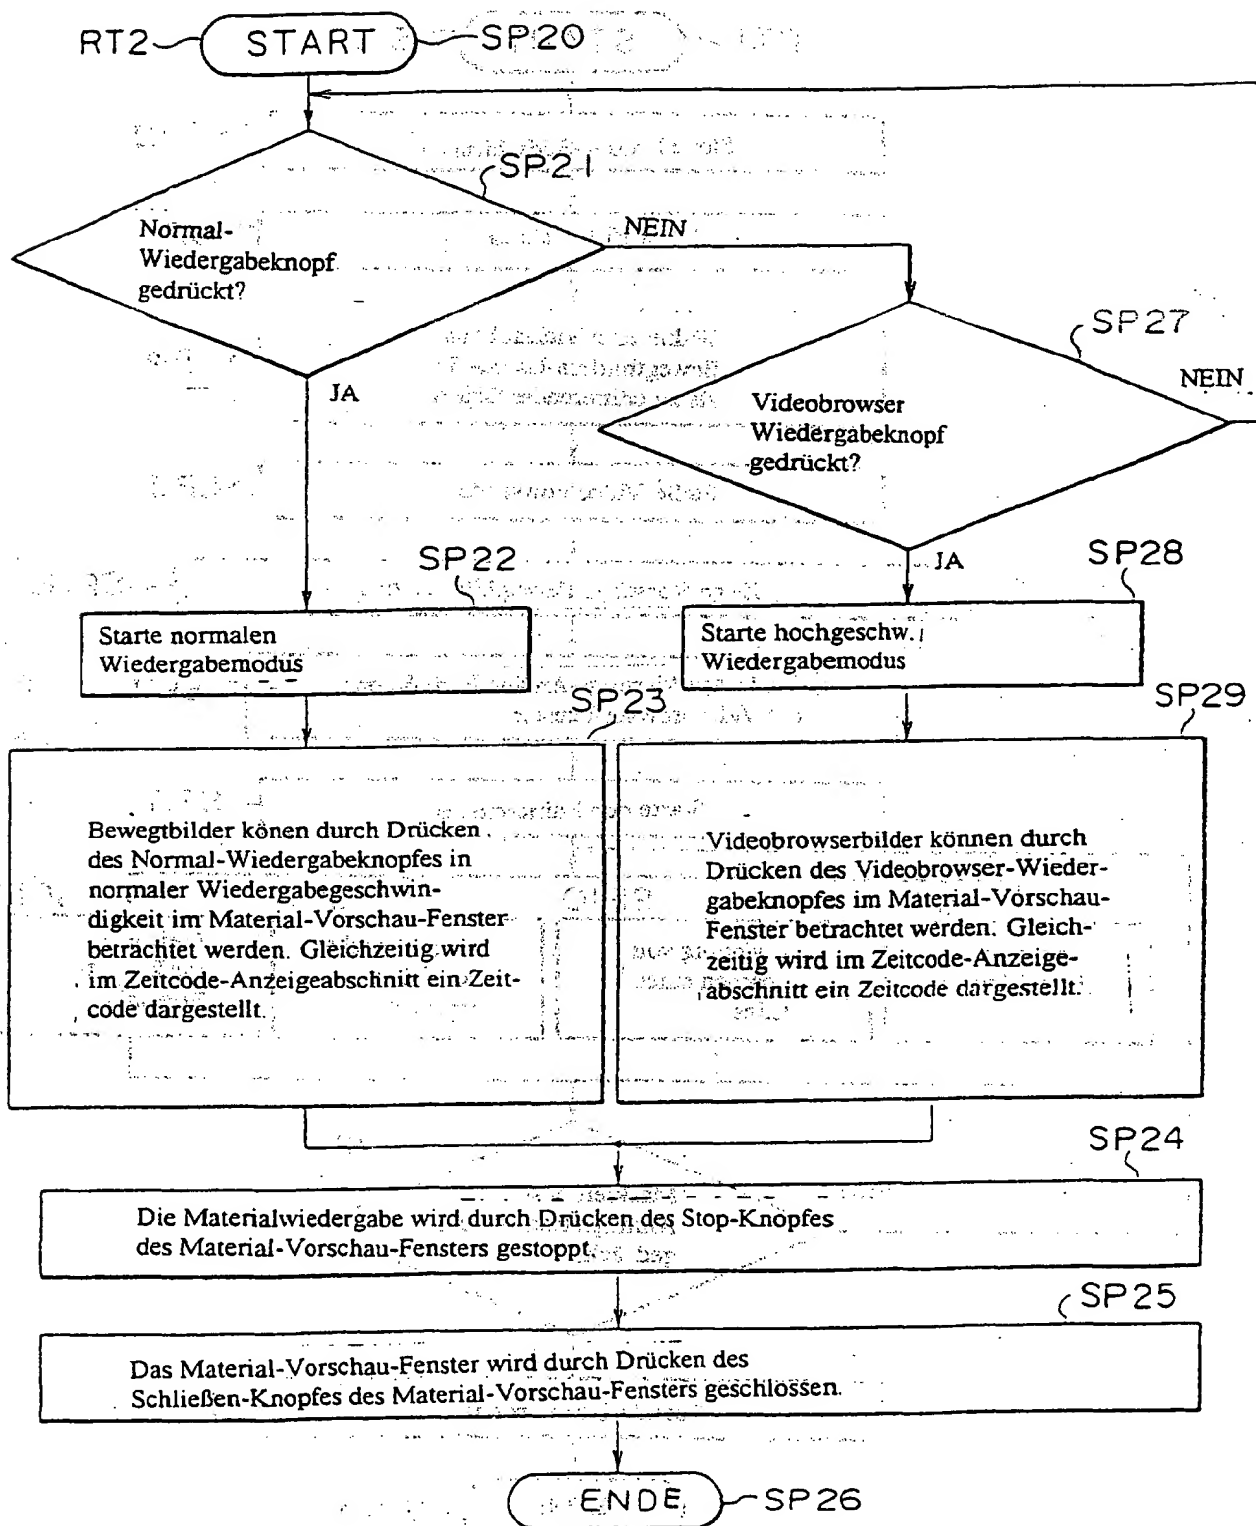 RT2 START SP20
SP21
Normal-
Wiedergabeknopf
gedrückt?
NEIN
JA
SP27
Videobrowser
Wiedergabeknopf
gedrückt?
NEIN
JA
SP22
Starte normalen
Wiedergabemodus
SP28
Starte hochgeschw.
Wiedergabemodus
SP23
Bewegtbilder könen durch Drücken
des Normal-Wiedergabeknopfes in
normaler Wiedergabegeschwin-
digkeit im Material-Vorschau-Fenster
betrachtet werden. Gleichzeitig wird
im Zeitcode-Anzeigeabschnitt ein Zeit-
code dargestellt.
SP29
Videobrowserbilder können durch
Drücken des Videobrowser-Wieder-
gabeknopfes im Material-Vorschau-
Fenster betrachtet werden. Gleich-
zeitig wird im Zeitcode-Anzeige-
abschnitt ein Zeitcode dargestellt.
SP24
Die Materialwiedergabe wird durch Drücken des Stop-Knopfes
des Material-Vorschau-Fensters gestoppt.
SP25
Das Material-Vorschau-Fenster wird durch Drücken des
Schließen-Knopfes des Material-Vorschau-Fensters geschlossen.
ENDE SP26